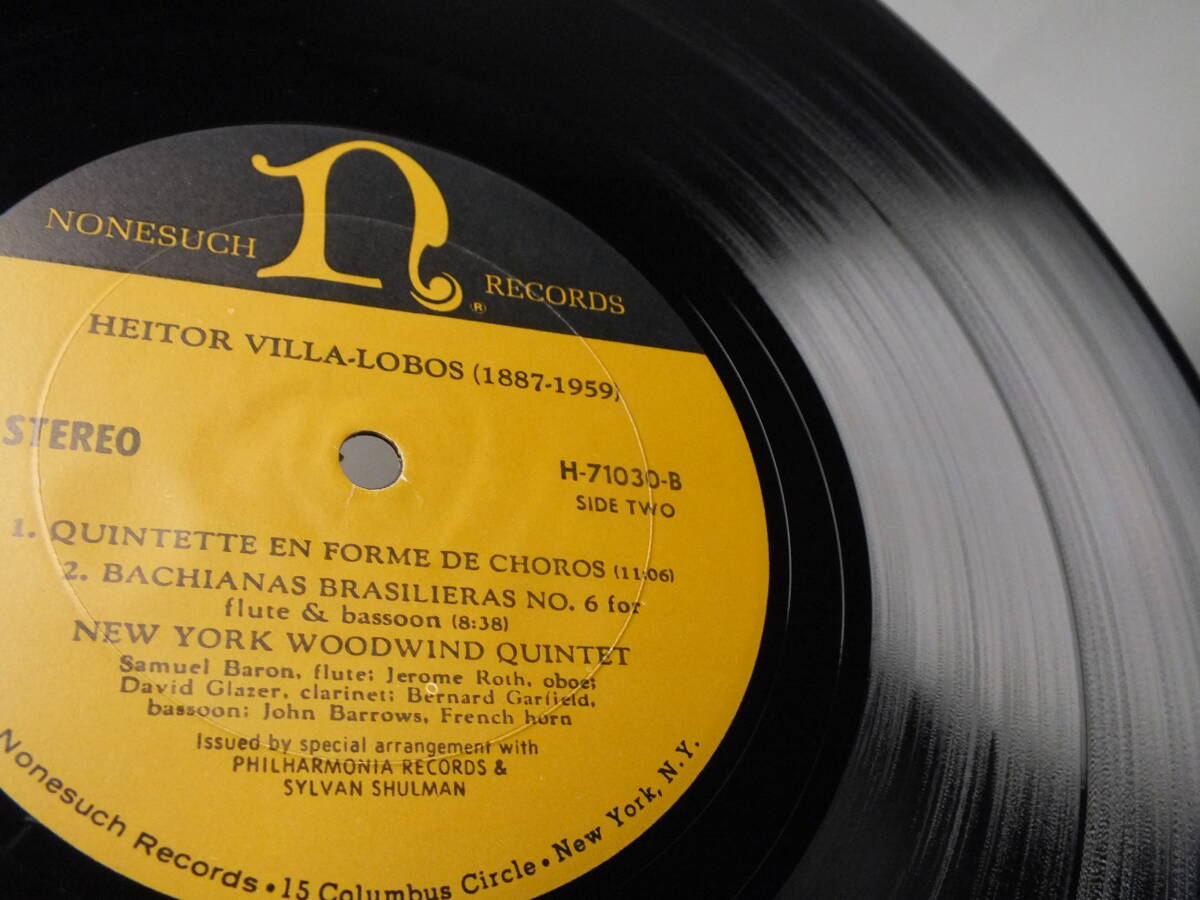 n
NONESUCH RECORDS ®
HEITOR VILLA-LOBOS (1887-1959)
STEREO
H-71030-B
SIDE TWO
1. QUINTETTE EN FORME DE CHOROS (11:06)
2. BACHIANAS BRASILIERAS NO. 6 for
flute & bassoon (8:38)
NEW YORK WOODWIND QUINTET
Samuel Baron, flute; Jerome Roth, oboe;
David Glazer, clarinet; Bernard Garfield,
bassoon; John Barrows, French horn
Issued by special arrangement with
PHILHARMONIA RECORDS &
SYLVAN SHULMAN
Nonesuch Records • 15 Columbus Circle • New York, N.Y.